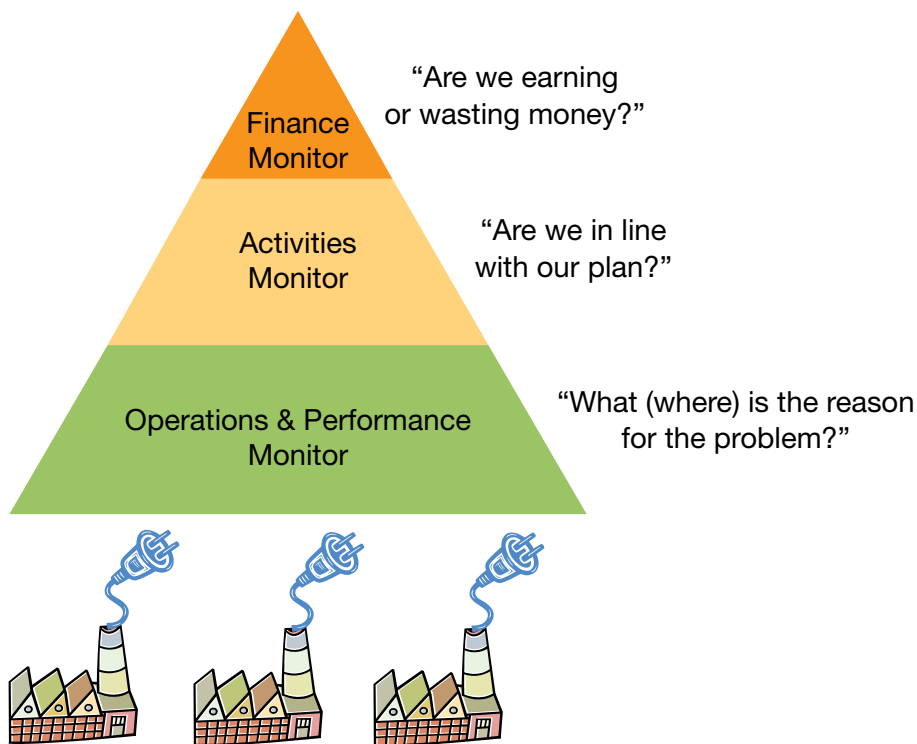 “Are we earning
or wasting money?”
Finance
Monitor
“Are we in line
with our plan?”
Activities
Monitor
“What (where) is the reason
for the problem?”
Operations & Performance
Monitor